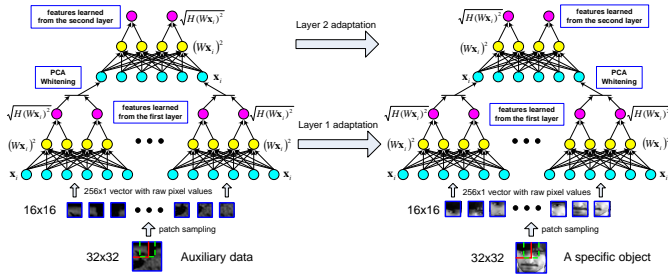 features learned
from the second layer
√H(Wx_i)²
Layer 2 adaptation
(Wx_i)²
PCA
Whitening
x_i
√H(Wx_i)²
features learned
from the first layer
√H(Wx_i)²
Layer 1 adaptation
(Wx_i)²
(Wx_i)²
x_i
x_i
256x1 vector with raw pixel values
16x16
patch sampling
32x32
Auxiliary data
√H(Wx_i)²
features learned
from the second layer
(Wx_i)²
x_i
PCA
Whitening
√H(Wx_i)²
features learned
from the first layer
√H(Wx_i)²
(Wx_i)²
(Wx_i)²
x_i
x_i
256x1 vector with raw pixel values
16x16
patch sampling
32x32
A specific object